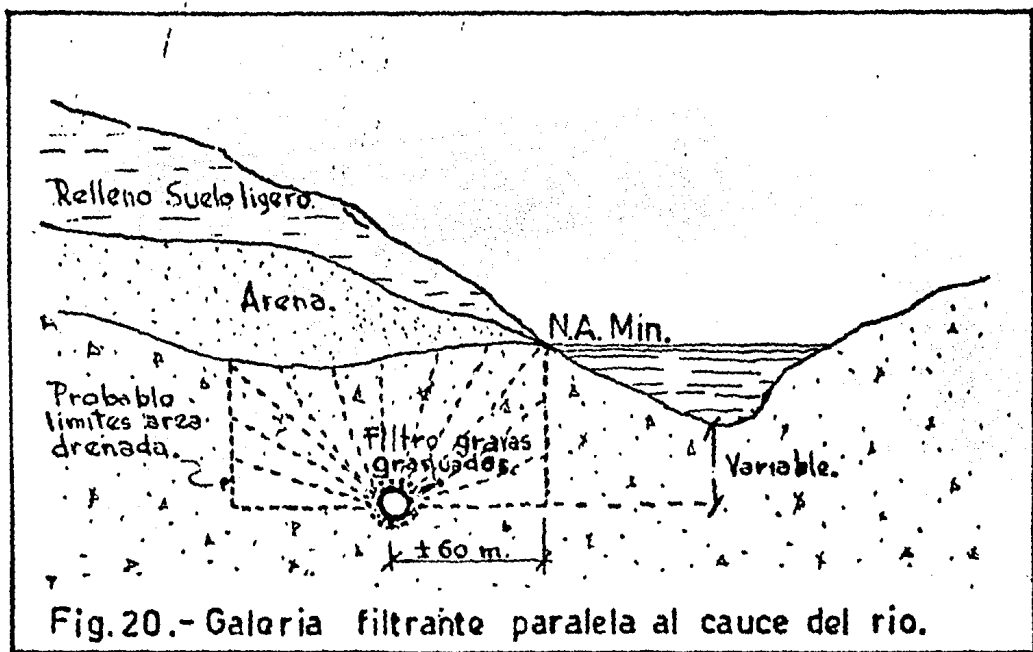 Relleno Suelo ligero.
Arena.
N.A. Min.
Probable
limites area
drenada.
Filtro gravas
graduados.
Variable.
±60 m.
Fig.20.- Galeria filtrante paralela al cauce del rio.